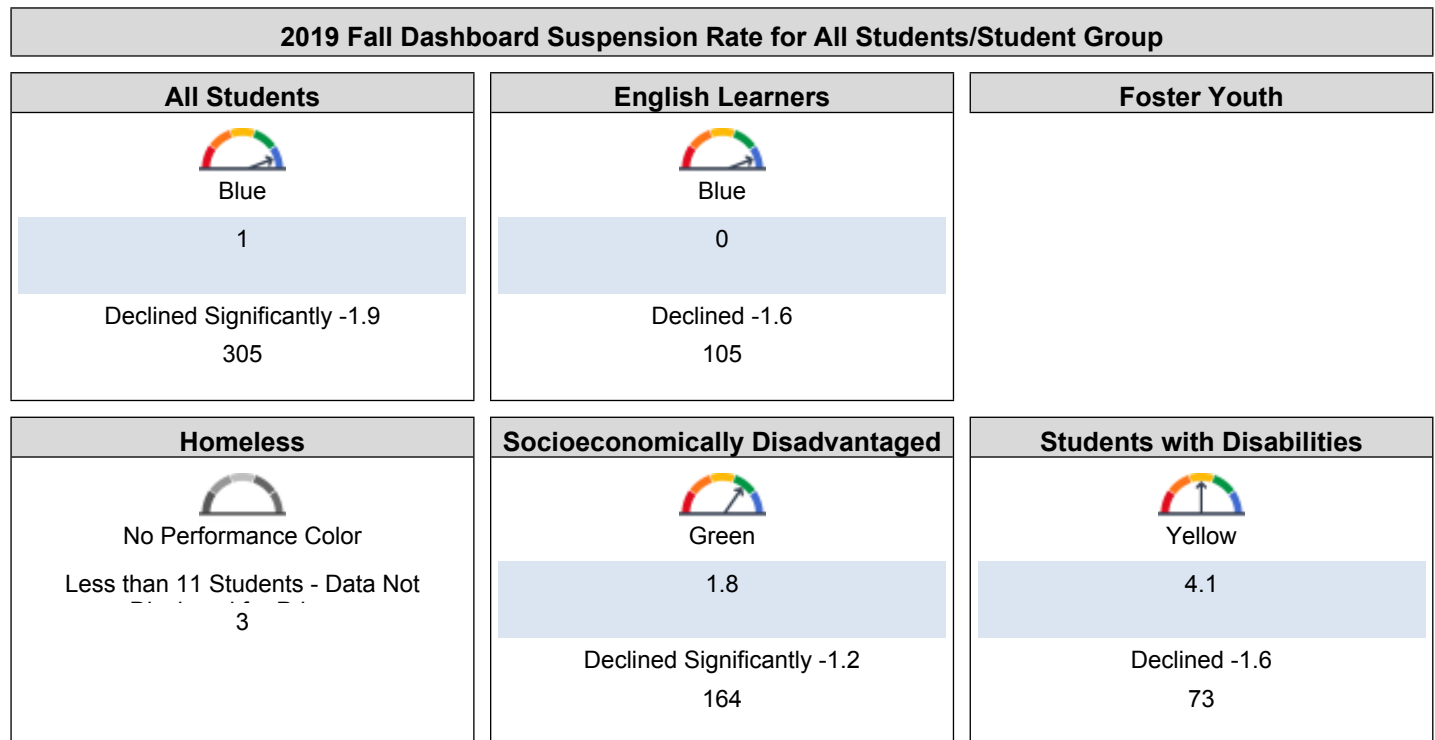 2019 Fall Dashboard Suspension Rate for All Students/Student Group
All Students
Blue
1
Declined Significantly -1.9
305
English Learners
Blue
0
Declined -1.6
105
Foster Youth
Homeless
No Performance Color
Less than 11 Students - Data Not
3
Socioeconomically Disadvantaged
Green
1.8
Declined Significantly -1.2
164
Students with Disabilities
Yellow
4.1
Declined -1.6
73